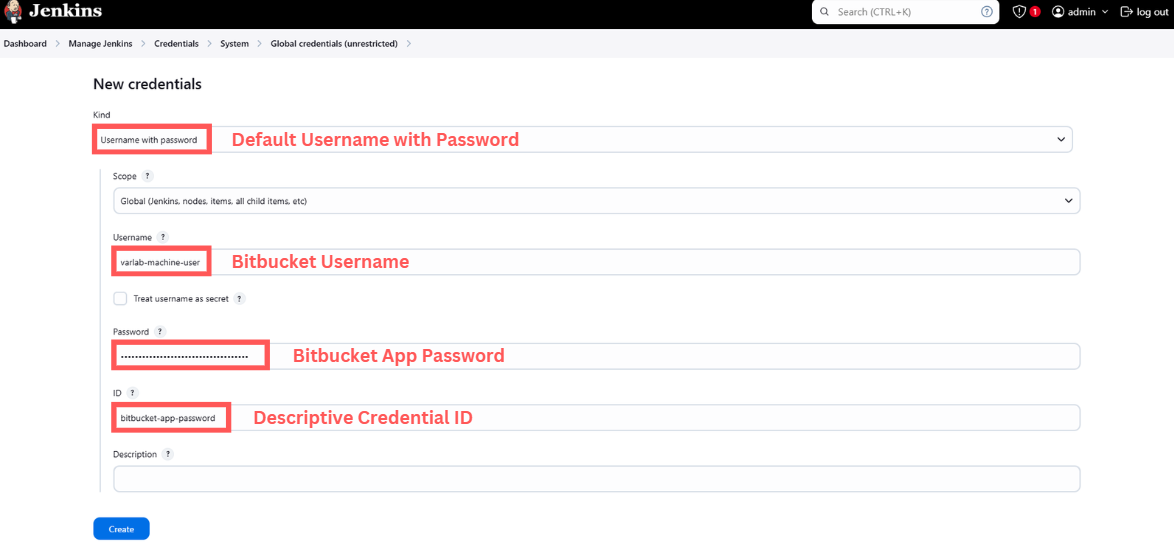 Jenkins
Search (CTRL+K) ? 1 admin log out
Dashboard > Manage Jenkins > Credentials > System > Global credentials (unrestricted) >
New credentials
Kind
Username with password Default Username with Password
Scope ?
Global (Jenkins, nodes, items, all child items, etc)
Username ?
varlab-machine-user Bitbucket Username
Treat username as secret ?
Password ?
Bitbucket App Password
ID ?
bitbucket-app-password Descriptive Credential ID
Description ?
Create